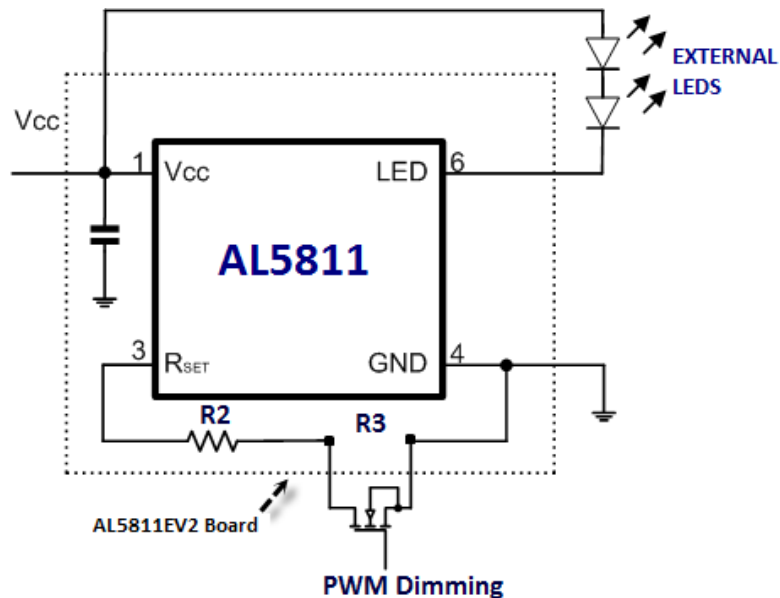 EXTERNAL
LEDS
Vcc
1 Vcc
LED 6
AL5811
3 RSET
GND 4
R2
R3
AL5811EV2 Board
PWM Dimming